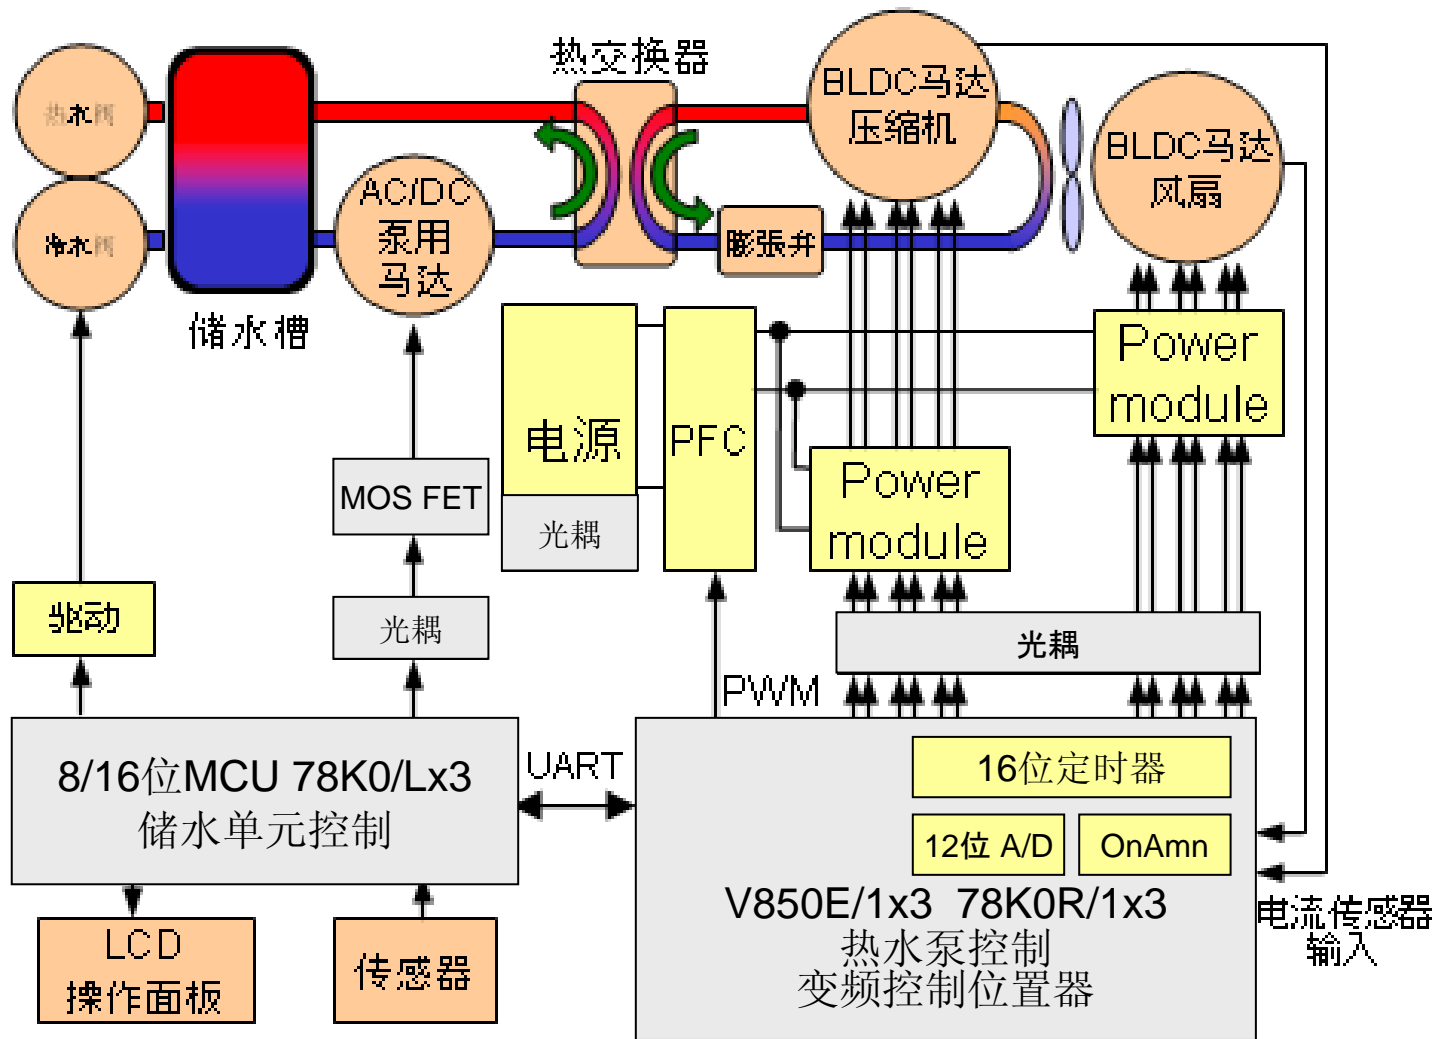 热交换器
BLDC马达
压缩机
BLDC马达
风扇
热水阀
冷水阀
AC/DC
泵用
马达
膨張弁
储水槽
电源
光耦
PFC
Power
module
Power
module
MOS FET
光耦
驱动
光耦
PWM
UART
8/16位MCU 78K0/Lx3
储水单元控制
16位定时器
12位 A/D
OnAmn
V850E/1x3 78K0R/1x3
热水泵控制
变频控制位置器
电流传感器
输入
LCD
操作面板
传感器